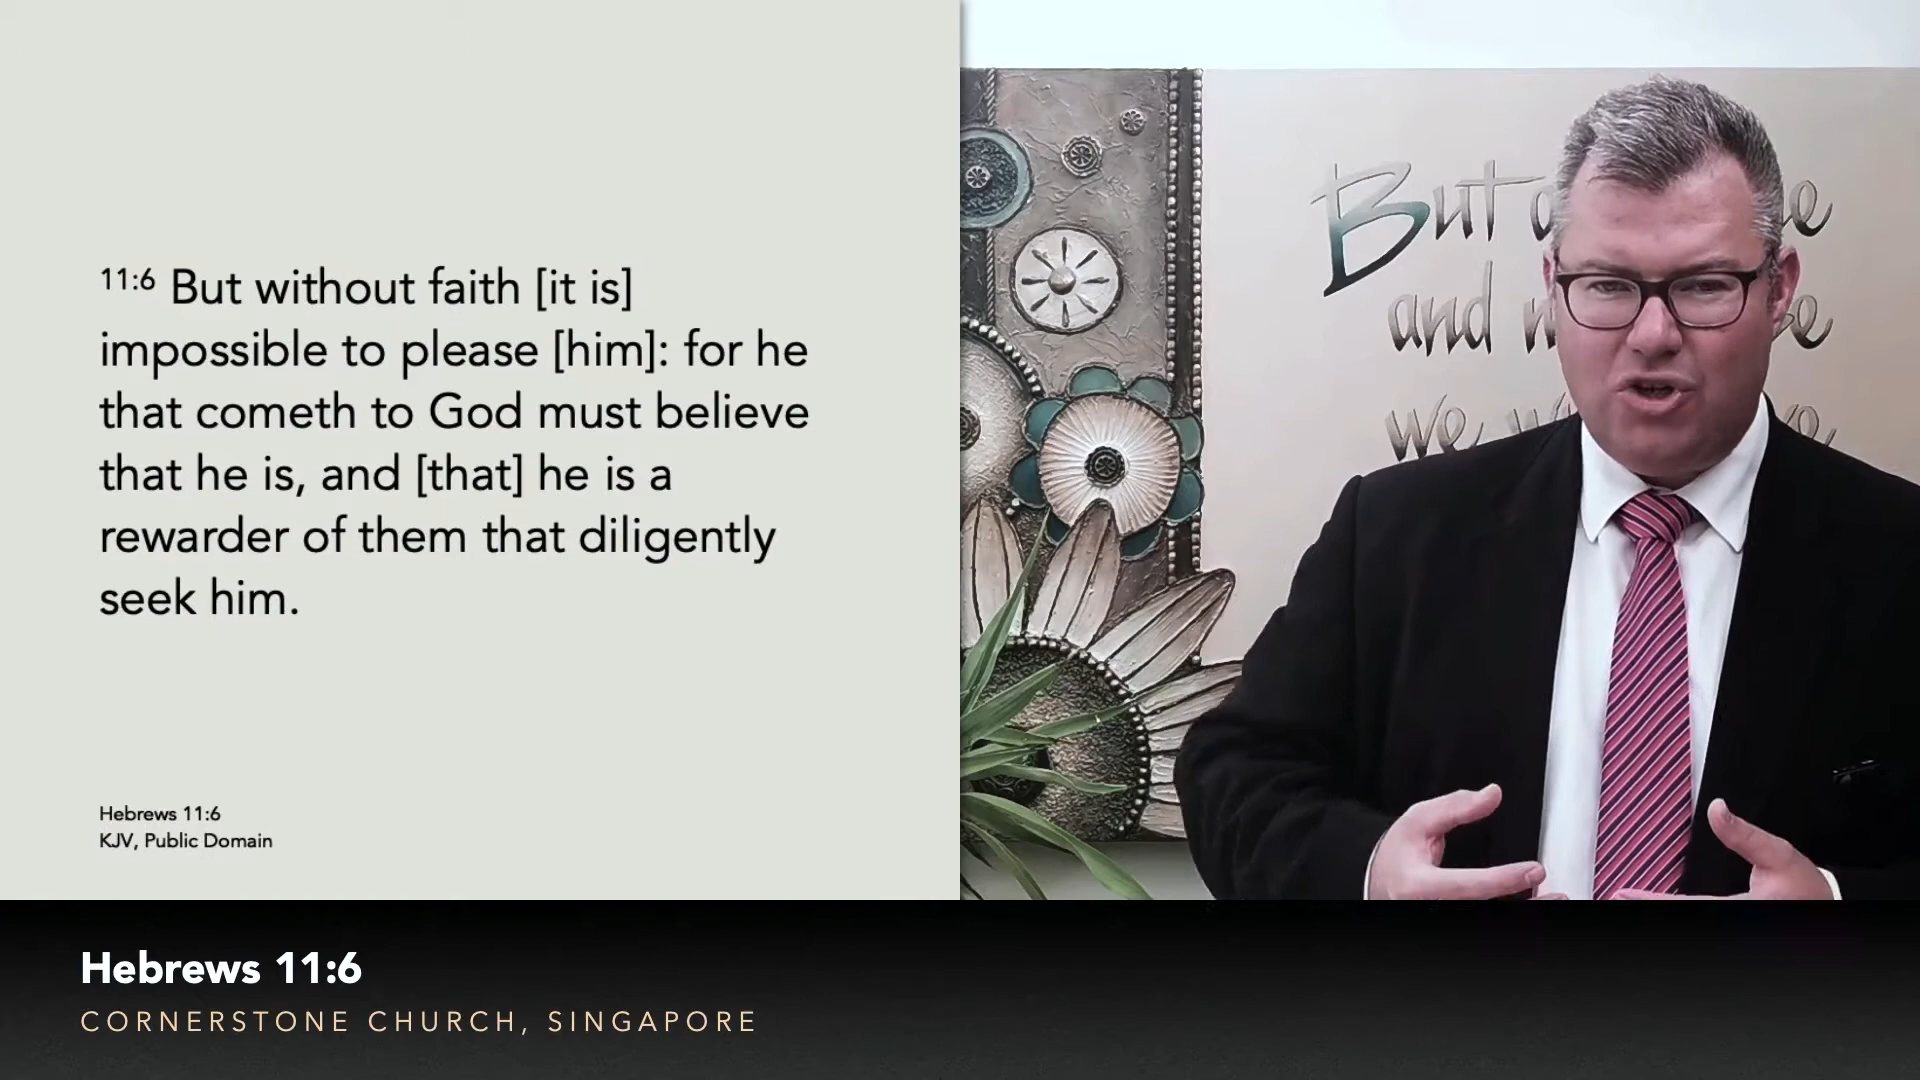 11:6 But without faith [it is]
impossible to please [him]: for he
that cometh to God must believe
that he is, and [that] he is a
rewarder of them that diligently
seek him.
Hebrews 11:6
KJV, Public Domain
But
and
we
Hebrews 11:6
CORNERSTONE CHURCH, SINGAPORE